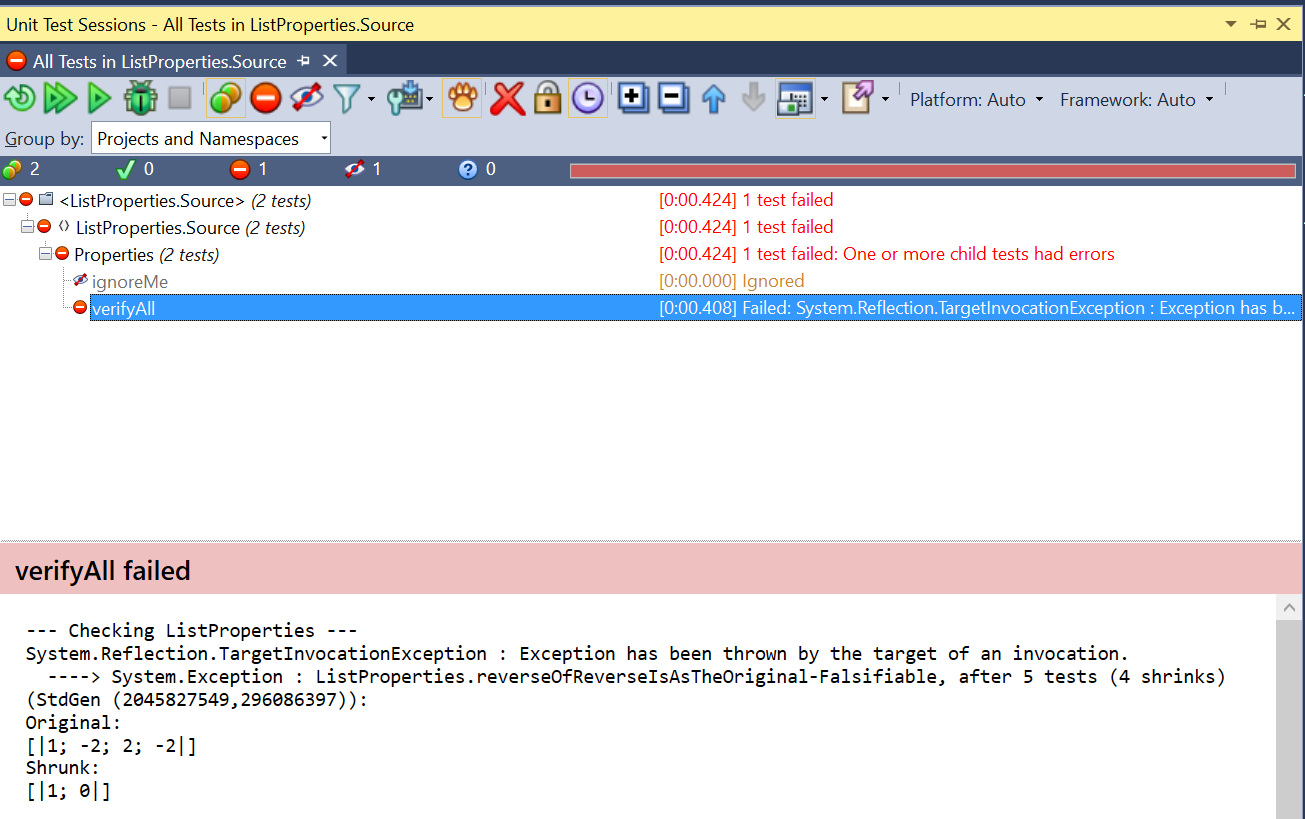 Unit Test Sessions - All Tests in ListProperties.Source
All Tests in ListProperties.Source
Platform: Auto Framework: Auto
Group by: Projects and Namespaces
2 0 1 1 ? 0
<ListProperties.Source> (2 tests) [0:00.424] 1 test failed
ListProperties.Source (2 tests) [0:00.424] 1 test failed
Properties (2 tests) [0:00.424] 1 test failed: One or more child tests had errors
ignoreMe [0:00.000] Ignored
verifyAll [0:00.408] Failed: System.Reflection.TargetInvocationException : Exception has b...
verifyAll failed
--- Checking ListProperties ---
System.Reflection.TargetInvocationException : Exception has been thrown by the target of an invocation.
----> System.Exception : ListProperties.reverseOfReverseIsAsTheOriginal-Falsifiable, after 5 tests (4 shrinks)
(StdGen (2045827549,296086397)):
Original:
[|1; -2; 2; -2|]
Shrunk:
[|1; 0|]